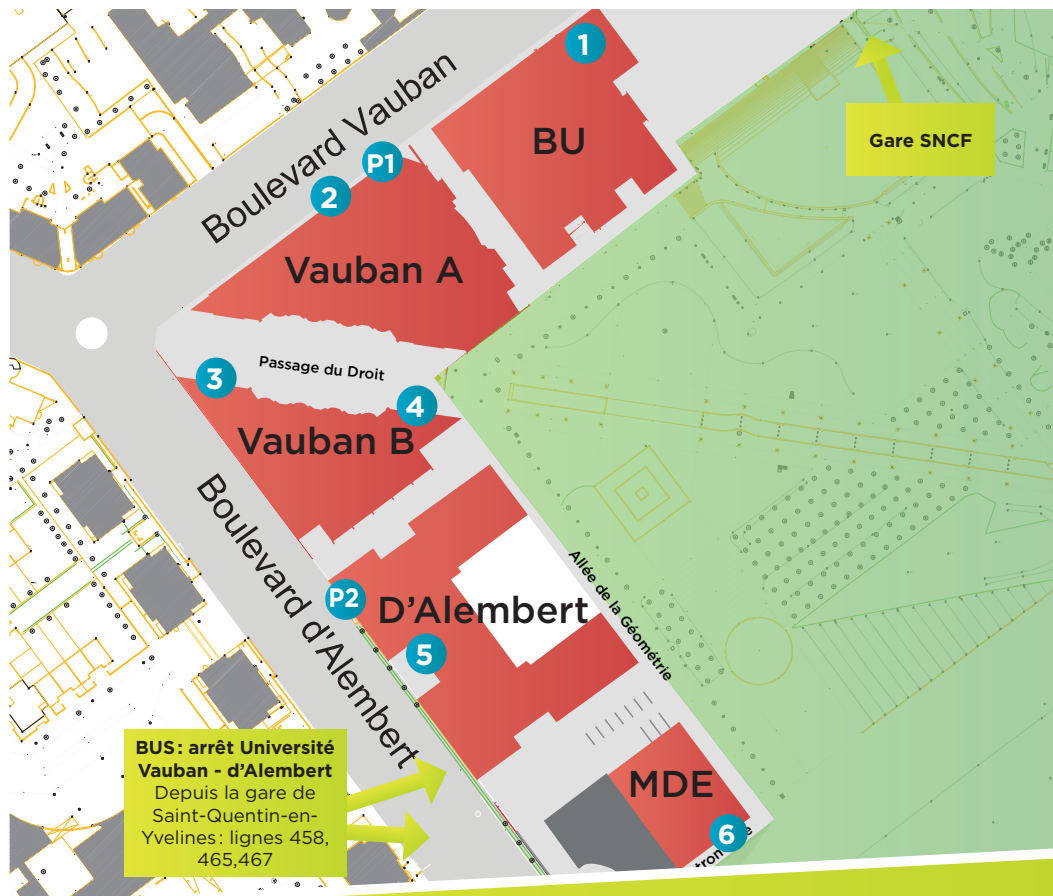 1
Gare SNCF
BU
Boulevard Vauban
P1
2
Vauban A
Passage du Droit
3
4
Vauban B
Boulevard d'Alembert
P2
D'Alembert
5
Allée de la Géométrie
BUS: arrêt Université
Vauban - d'Alembert
Depuis la gare de
Saint-Quentin-en-
Yvelines: lignes 458,
465,467
MDE
6